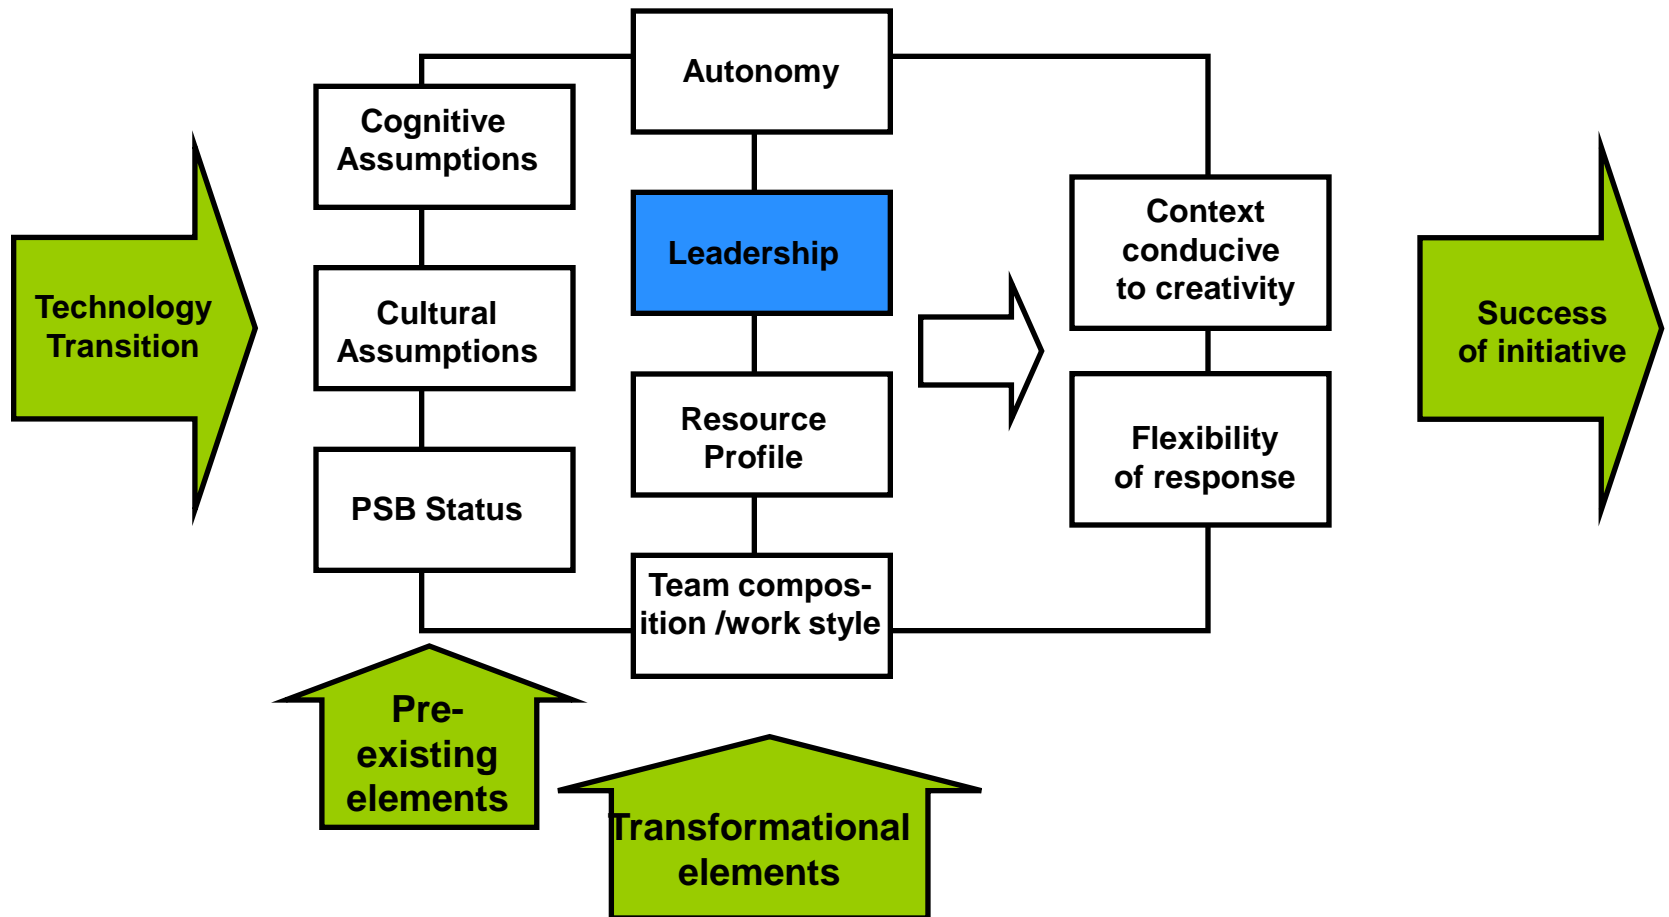 Technology
Transition
Cognitive
Assumptions
Cultural
Assumptions
PSB Status
Autonomy
Leadership
Resource
Profile
Team compos-
ition /work style
Context
conducive
to creativity
Flexibility
of response
Success
of initiative
Pre-
existing
elements
Transformational
elements